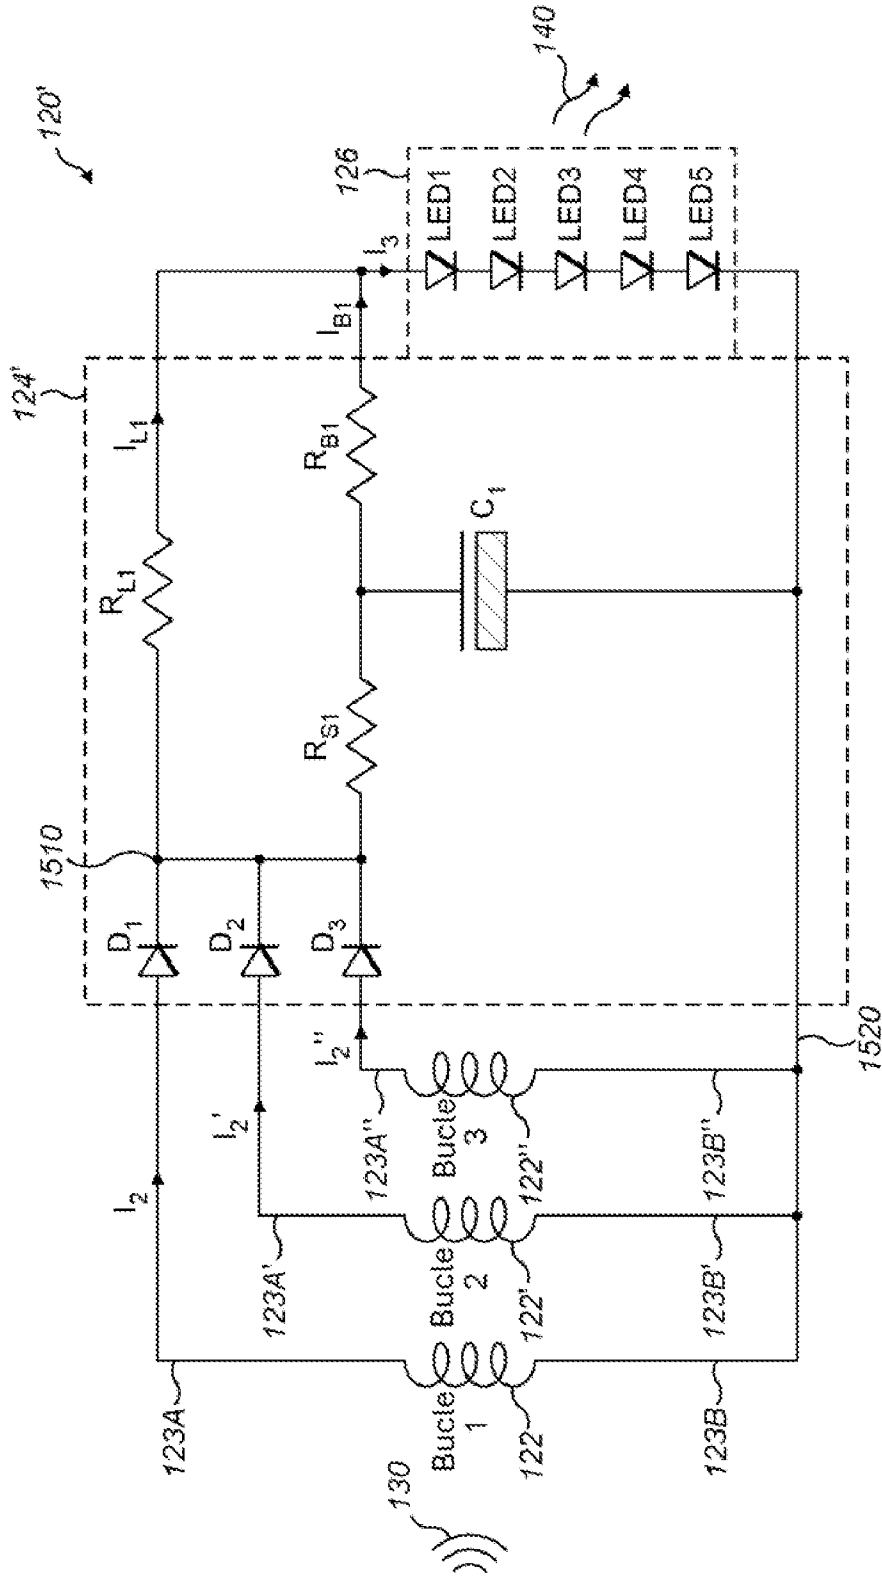 120'
124'
126
140
130
1510
1520
I2
I2'
I2''
D1
D2
D3
RL1
IL1
RS1
RB1
IB1
I3
C1
LED1
LED2
LED3
LED4
LED5
123A
123A'
123A''
Bucle
1
Bucle
2
Bucle
3
122
122'
122''
123B
123B'
123B''